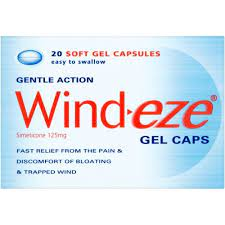 20 SOFT GEL CAPSULES
easy to swallow
GENTLE ACTION
Wind-eze®
Simeticone 125mg
GEL CAPS
FAST RELIEF FROM THE PAIN &
DISCOMFORT OF BLOATING
& TRAPPED WIND